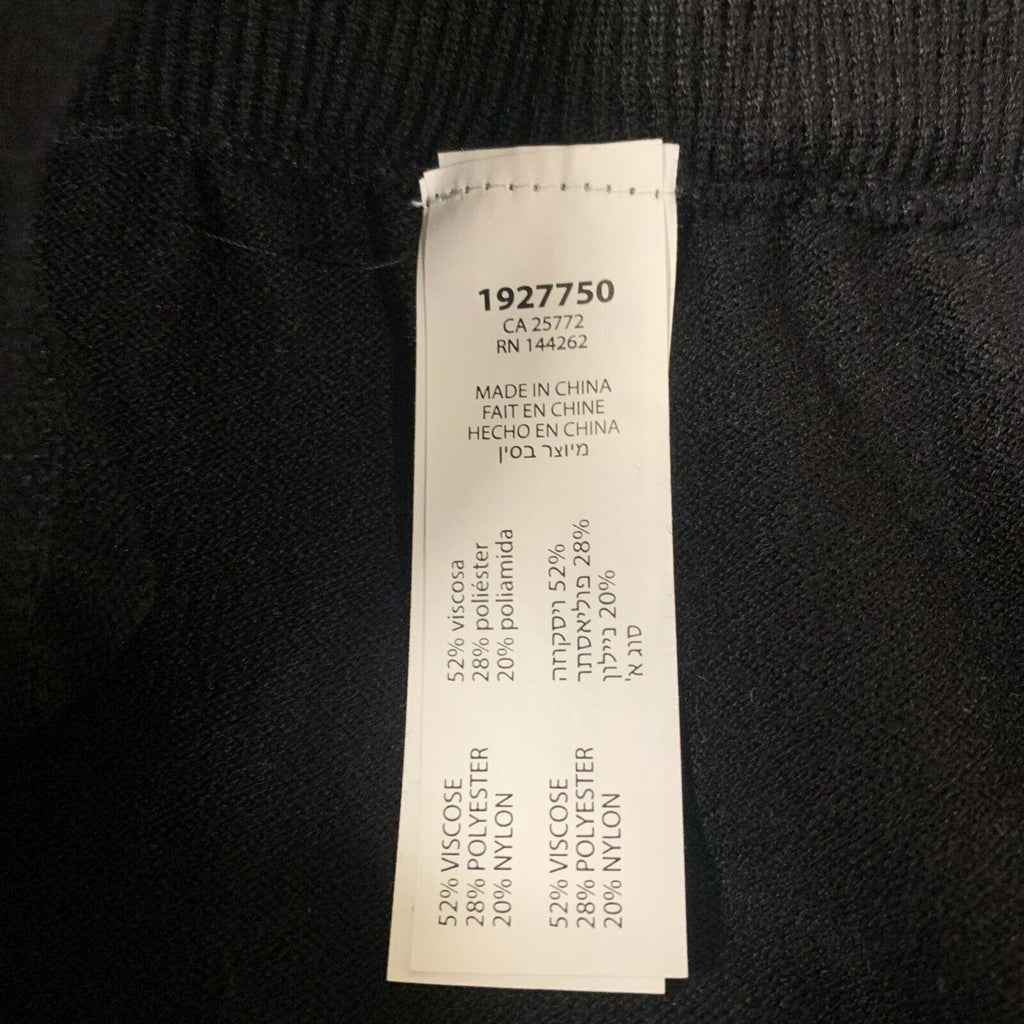 1927750
CA 25772
RN 144262
MADE IN CHINA
FAIT EN CHINE
HECHO EN CHINA
מיוצר בסין
52% viscosa
28% poliéster
20% poliamida
52% ויסקוזה
28% פוליאסתר
20% ניילון
סוג א'
52% VISCOSE
28% POLYESTER
20% NYLON
52% VISCOSE
28% POLYESTER
20% NYLON